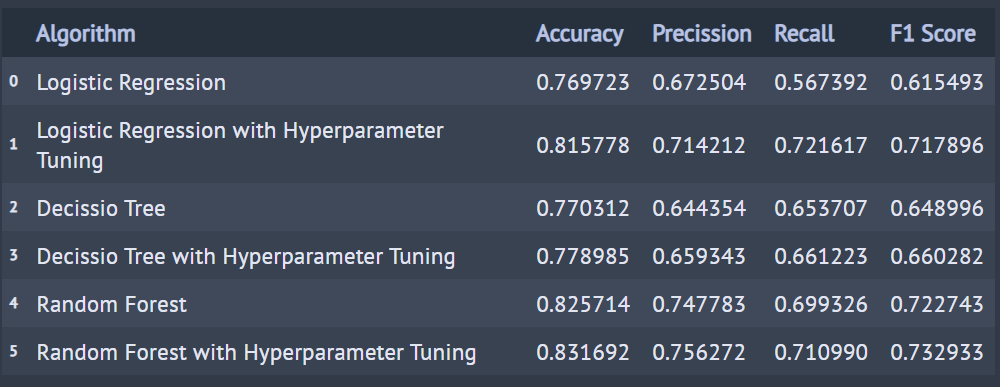 Algorithm Accuracy Precission Recall F1 Score
0 Logistic Regression 0.769723 0.672504 0.567392 0.615493
1 Logistic Regression with Hyperparameter
Tuning 0.815778 0.714212 0.721617 0.717896
2 Decissio Tree 0.770312 0.644354 0.653707 0.648996
3 Decissio Tree with Hyperparameter Tuning 0.778985 0.659343 0.661223 0.660282
4 Random Forest 0.825714 0.747783 0.699326 0.722743
5 Random Forest with Hyperparameter Tuning 0.831692 0.756272 0.710990 0.732933